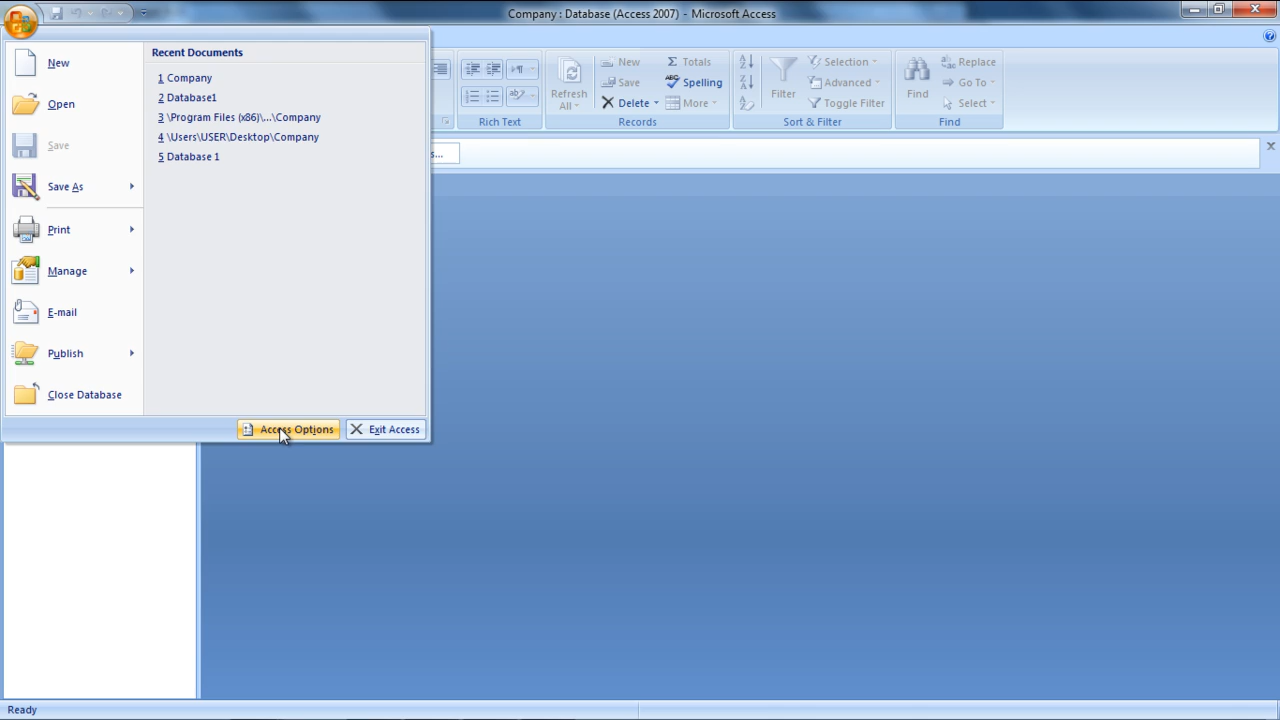 Company : Database (Access 2007) - Microsoft Access
New
Open
Save
Save As
Print
Manage
E-mail
Publish
Close Database
Recent Documents
1 Company
2 Database1
3 \Program Files (x86)\...\Company
4 \Users\USER\Desktop\Company
5 Database 1
Access Options
Exit Access
Rich Text
Refresh All
New
Save
Delete
Totals
Spelling
More
Records
Filter
Selection
Advanced
Toggle Filter
Sort & Filter
Find
Replace
Go To
Select
Find
Ready